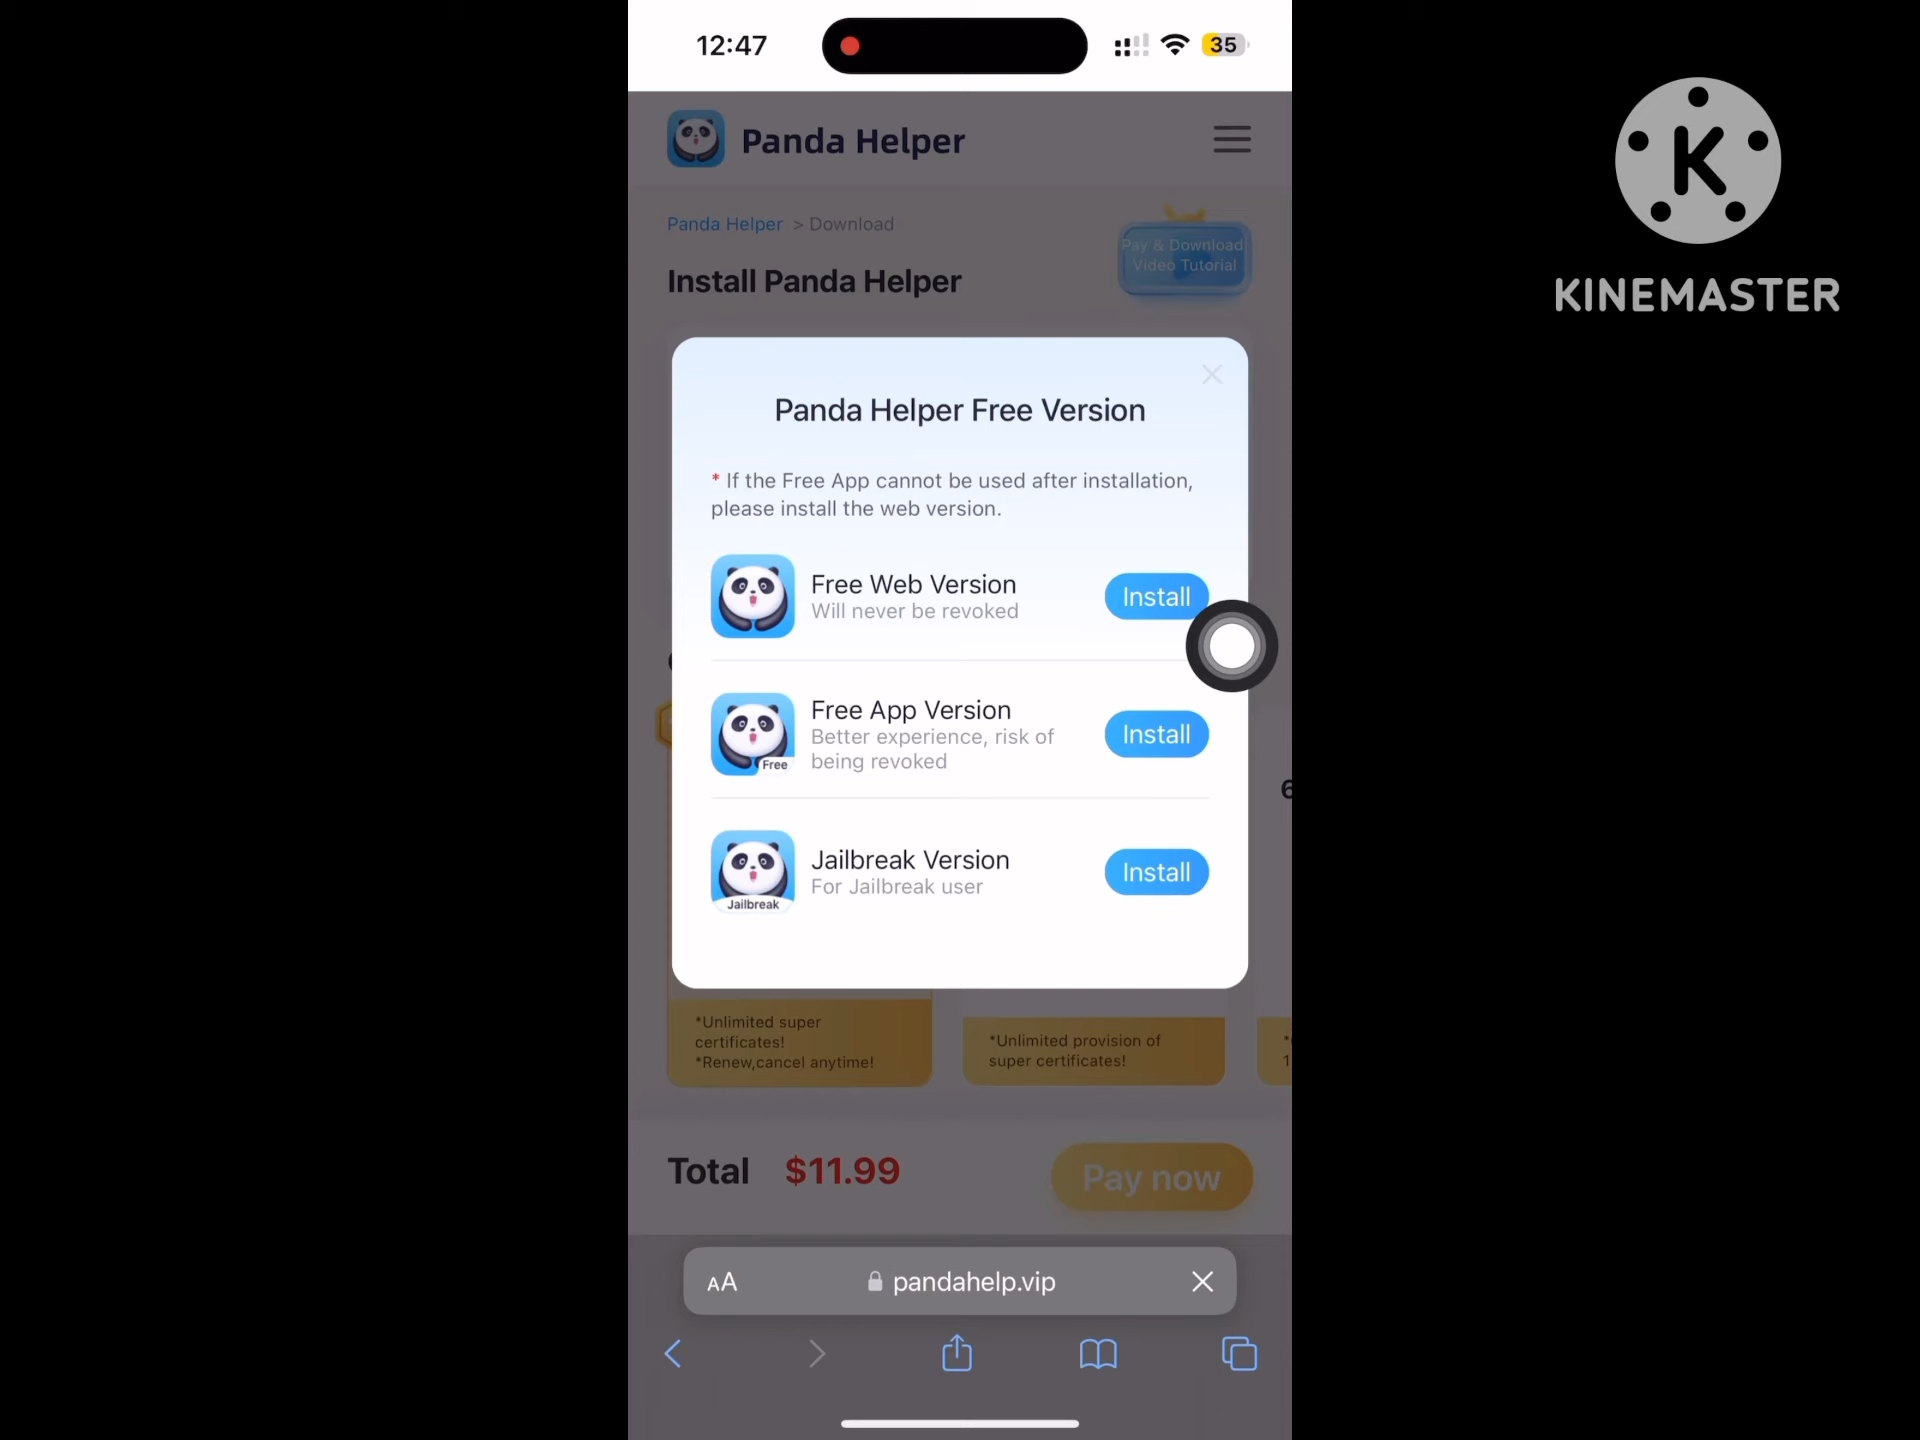 12:47
35
Panda Helper
Panda Helper > Download
Pay & Download
Video Tutorial
Install Panda Helper
KINEMASTER
Panda Helper Free Version
* If the Free App cannot be used after installation,
please install the web version.
Free Web Version
Will never be revoked
Install
Free App Version
Better experience, risk of
being revoked
Free
Install
Jailbreak Version
For Jailbreak user
Jailbreak
Install
*Unlimited super
certificates!
*Renew,cancel anytime!
*Unlimited provision of
super certificates!
Total $11.99
Pay now
AA
pandahelp.vip